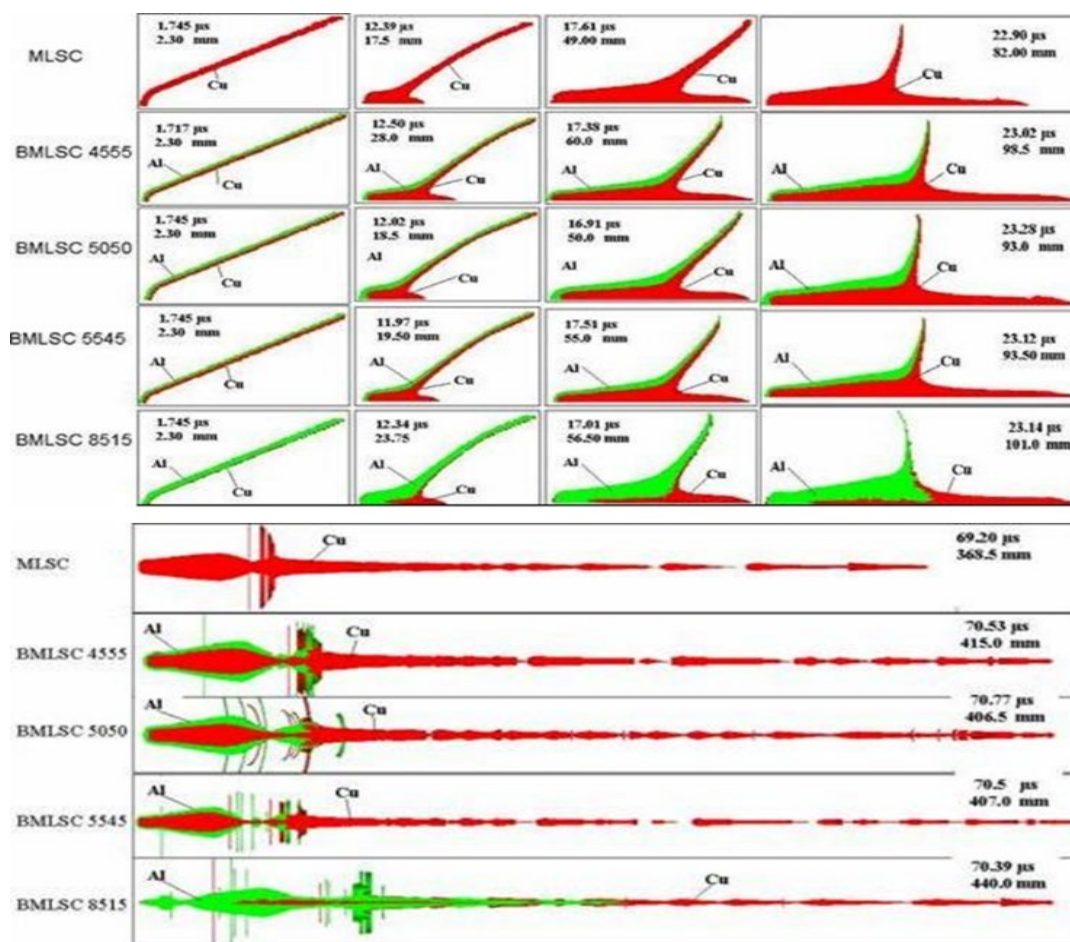 MLSC
1.745 µs
2.30 mm
Cu
12.39 µs
17.5 mm
Cu
17.61 µs
49.00 mm
Cu
22.90 µs
82.00 mm
Cu
BMLSC 4555
1.717 µs
2.30 mm
Al
Cu
12.50 µs
28.0 mm
Al
Cu
17.38 µs
60.0 mm
Al
Cu
23.02 µs
98.5 mm
Al
Cu
BMLSC 5050
1.745 µs
2.30 mm
Al
Cu
12.02 µs
18.5 mm
Al
Cu
16.91 µs
50.0 mm
Al
Cu
23.28 µs
93.0 mm
Al
Cu
BMLSC 5545
1.745 µs
2.30 mm
Al
Cu
11.97 µs
19.50 mm
Al
Cu
17.51 µs
55.0 mm
Al
Cu
23.12 µs
93.50 mm
Al
Cu
BMLSC 8515
1.745 µs
2.30 mm
Al
Cu
12.34 µs
23.75
Al
Cu
17.01 µs
56.50 mm
Al
Cu
23.14 µs
101.0 mm
Al
Cu
MLSC
Cu
69.20 µs
368.5 mm
BMLSC 4555
Al
Cu
70.53 µs
415.0 mm
BMLSC 5050
Al
Cu
70.77 µs
406.5 mm
BMLSC 5545
Al
Cu
70.5 µs
407.0 mm
BMLSC 8515
Al
Cu
70.39 µs
440.0 mm